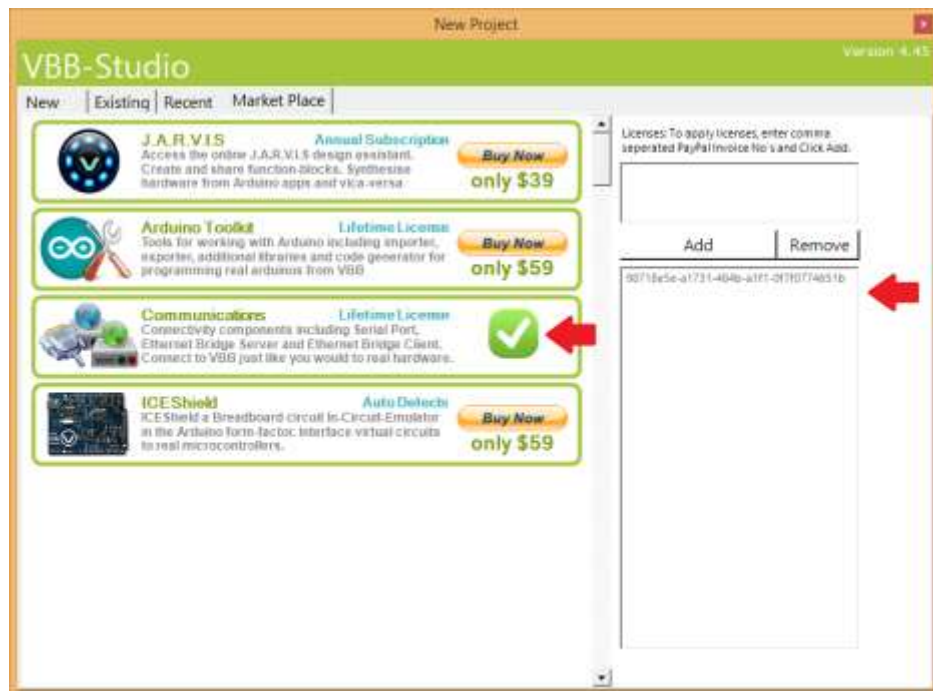 New Project
VBB-Studio
Version 4.45
New
Existing
Recent
Market Place
J.A.R.V.I.S Annual Subscription
Access the online J.A.R.V.I.S design assistant.
Create and share function-blocks. Synthesise
hardware from Arduino apps and vica-versa
Buy Now
only $39
Arduino Toolkit Lifetime License
Tools for working with Arduino including importer,
exporter, additional libraries and code generator for
programming real arduinos from VBB
Buy Now
only $59
Communications Lifetime License
Connectivity components including Serial Port,
Ethernet Bridge Server and Ethernet Bridge Client.
Connect to VBB just like you would to real hardware.
ICEShield Auto Detects
ICEShield a Breadboard circuit In-Circuit-Emulator
in the Arduino form-factor. Interface virtual circuits
to real microcontrollers.
Buy Now
only $59
Licenses: To apply licenses, enter comma
seperated PayPal Invoice No's and Click Add.
Add
Remove